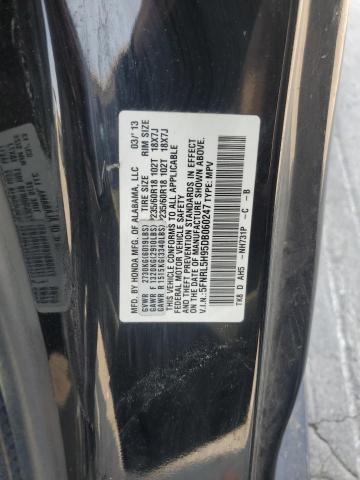 MFD. BY HONDA MFG. OF ALABAMA, LLC 03/'13
TIRE SIZE RIM SIZE
GVWR 2730KG(6019LBS)
GAWR F 1320KG(2910LBS) P235/60R18 102T 18X7J
GAWR R 1515KG(3340LBS) P235/60R18 102T 18X7J
THIS VEHICLE CONFORMS TO ALL APPLICABLE
FEDERAL MOTOR VEHICLE SAFETY
AND THEFT PREVENTION STANDARDS IN EFFECT ON
THE DATE OF MANUFACTURE SHOWN ABOVE.
V.I.N.: 5FNRL5H95DB060247 TYPE: MPV
TK8 D AH5 - NH731P - C - B